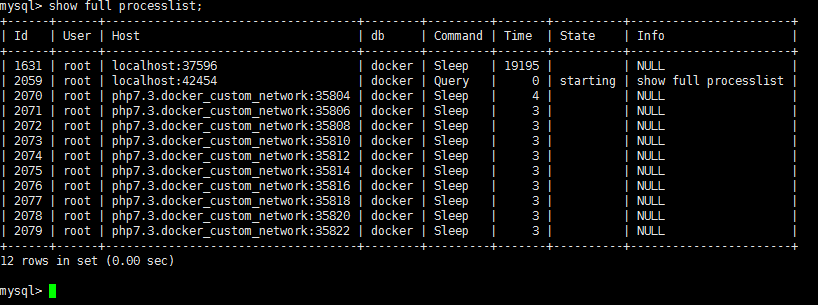 mysql> show full processlist;
+------+------+-----------------------------------+--------+---------+-------+----------+-----------------------+
| Id | User | Host | db | Command | Time | State | Info |
+------+------+-----------------------------------+--------+---------+-------+----------+-----------------------+
| 1631 | root | localhost:37596 | docker | Sleep | 19195 | | NULL |
| 2059 | root | localhost:42454 | docker | Query | 0 | starting | show full processlist |
| 2070 | root | php7.3.docker_custom_network:35804 | docker | Sleep | 4 | | NULL |
| 2071 | root | php7.3.docker_custom_network:35806 | docker | Sleep | 3 | | NULL |
| 2072 | root | php7.3.docker_custom_network:35808 | docker | Sleep | 3 | | NULL |
| 2073 | root | php7.3.docker_custom_network:35810 | docker | Sleep | 3 | | NULL |
| 2074 | root | php7.3.docker_custom_network:35812 | docker | Sleep | 3 | | NULL |
| 2075 | root | php7.3.docker_custom_network:35814 | docker | Sleep | 3 | | NULL |
| 2076 | root | php7.3.docker_custom_network:35816 | docker | Sleep | 3 | | NULL |
| 2077 | root | php7.3.docker_custom_network:35818 | docker | Sleep | 3 | | NULL |
| 2078 | root | php7.3.docker_custom_network:35820 | docker | Sleep | 3 | | NULL |
| 2079 | root | php7.3.docker_custom_network:35822 | docker | Sleep | 3 | | NULL |
+------+------+-----------------------------------+--------+---------+-------+----------+-----------------------+
12 rows in set (0.00 sec)
mysql>